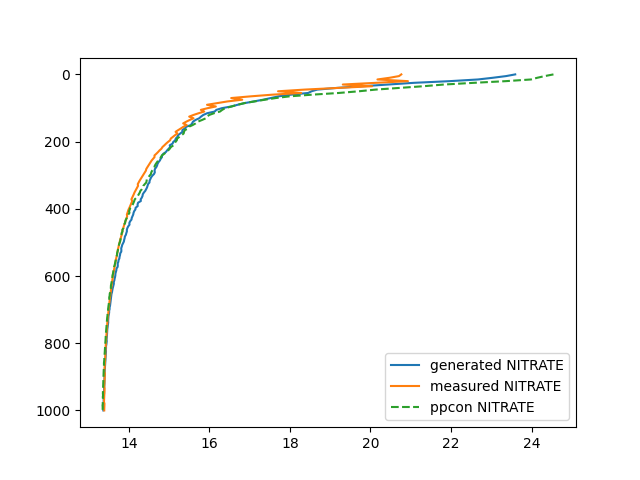 0
200
400
600
800
1000
14 16 18 20 22 24
generated NITRATE
measured NITRATE
ppcon NITRATE